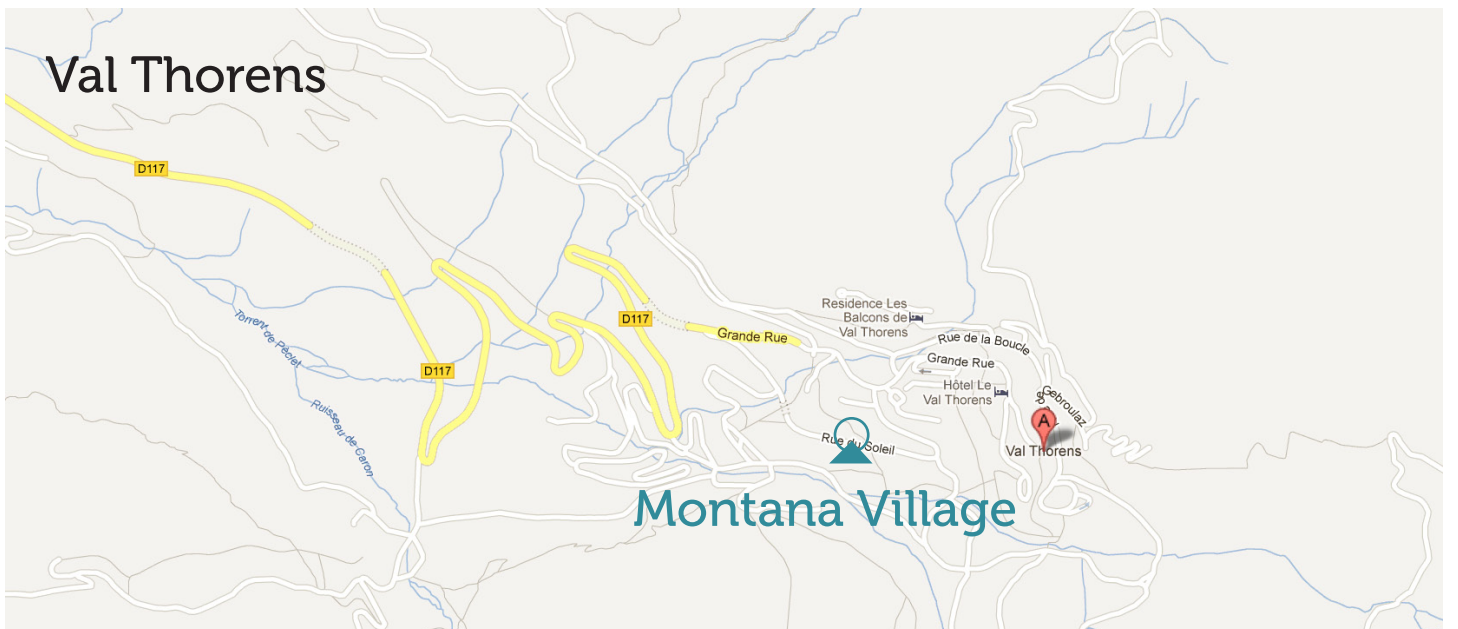 Val Thorens
D117
D117
D117
Grande Rue
Residence Les
Balcons de
Val Thorens
Rue de la Boucle
Grande Rue
Hôtel Le
Val Thorens
Gebroulaz
A
Val Thorens
Rue du Soleil
Torrent de Péclet
Ruisseau de Caron
Montana Village